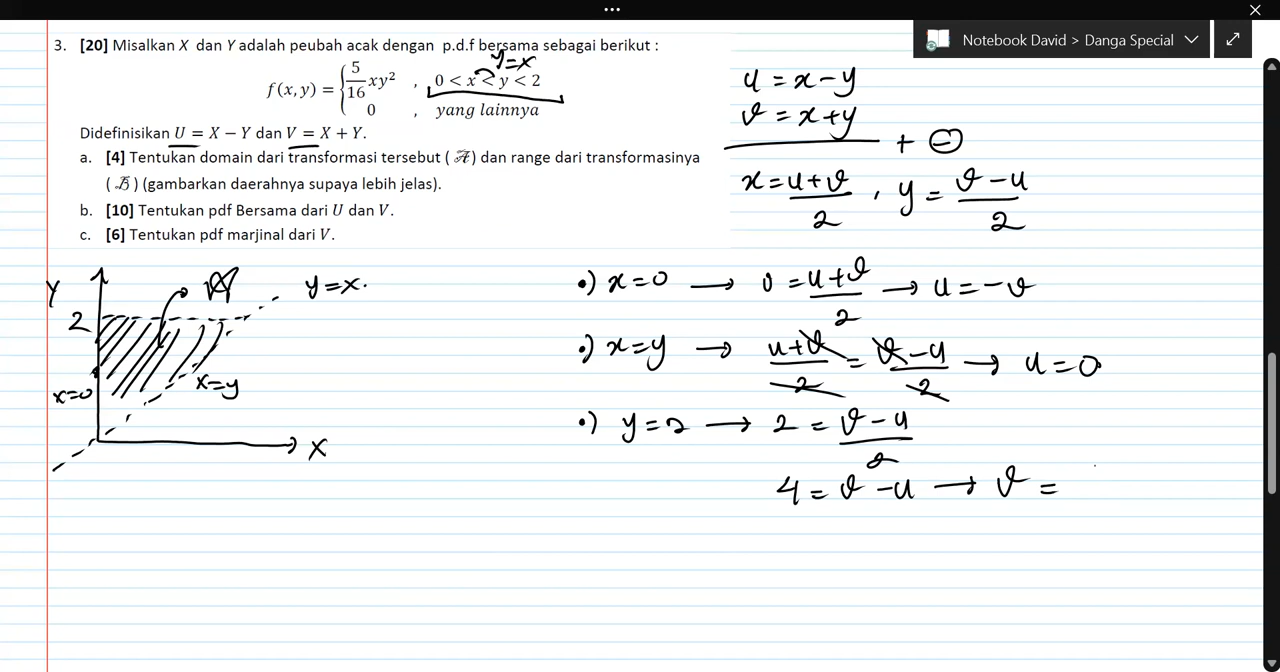 Notebook David > Danga Special
3. [20] Misalkan X dan Y adalah peubah acak dengan p.d.f bersama sebagai berikut :
y=x
f(x,y) = { 5/16 xy² , 0 < x < y < 2
0 , yang lainnya
Didefinisikan U = X − Y dan V = X + Y.
a. [4] Tentukan domain dari transformasi tersebut ( 𝒜 ) dan range dari transformasinya
( ℬ ) (gambarkan daerahnya supaya lebih jelas).
b. [10] Tentukan pdf Bersama dari U dan V.
c. [6] Tentukan pdf marjinal dari V.
u = x − y
v = x + y
+ ⊖
x = u+v/2 , y = v−u/2
Y
2
𝒜
y=x.
x=0
x=y
X
•) x=0 → 0 = u+v/2 → u = −v
•) x=y → u+v/2 = v−u/2 → u = 0
•) y=2 → 2 = v−u/2
4 = v − u → v =